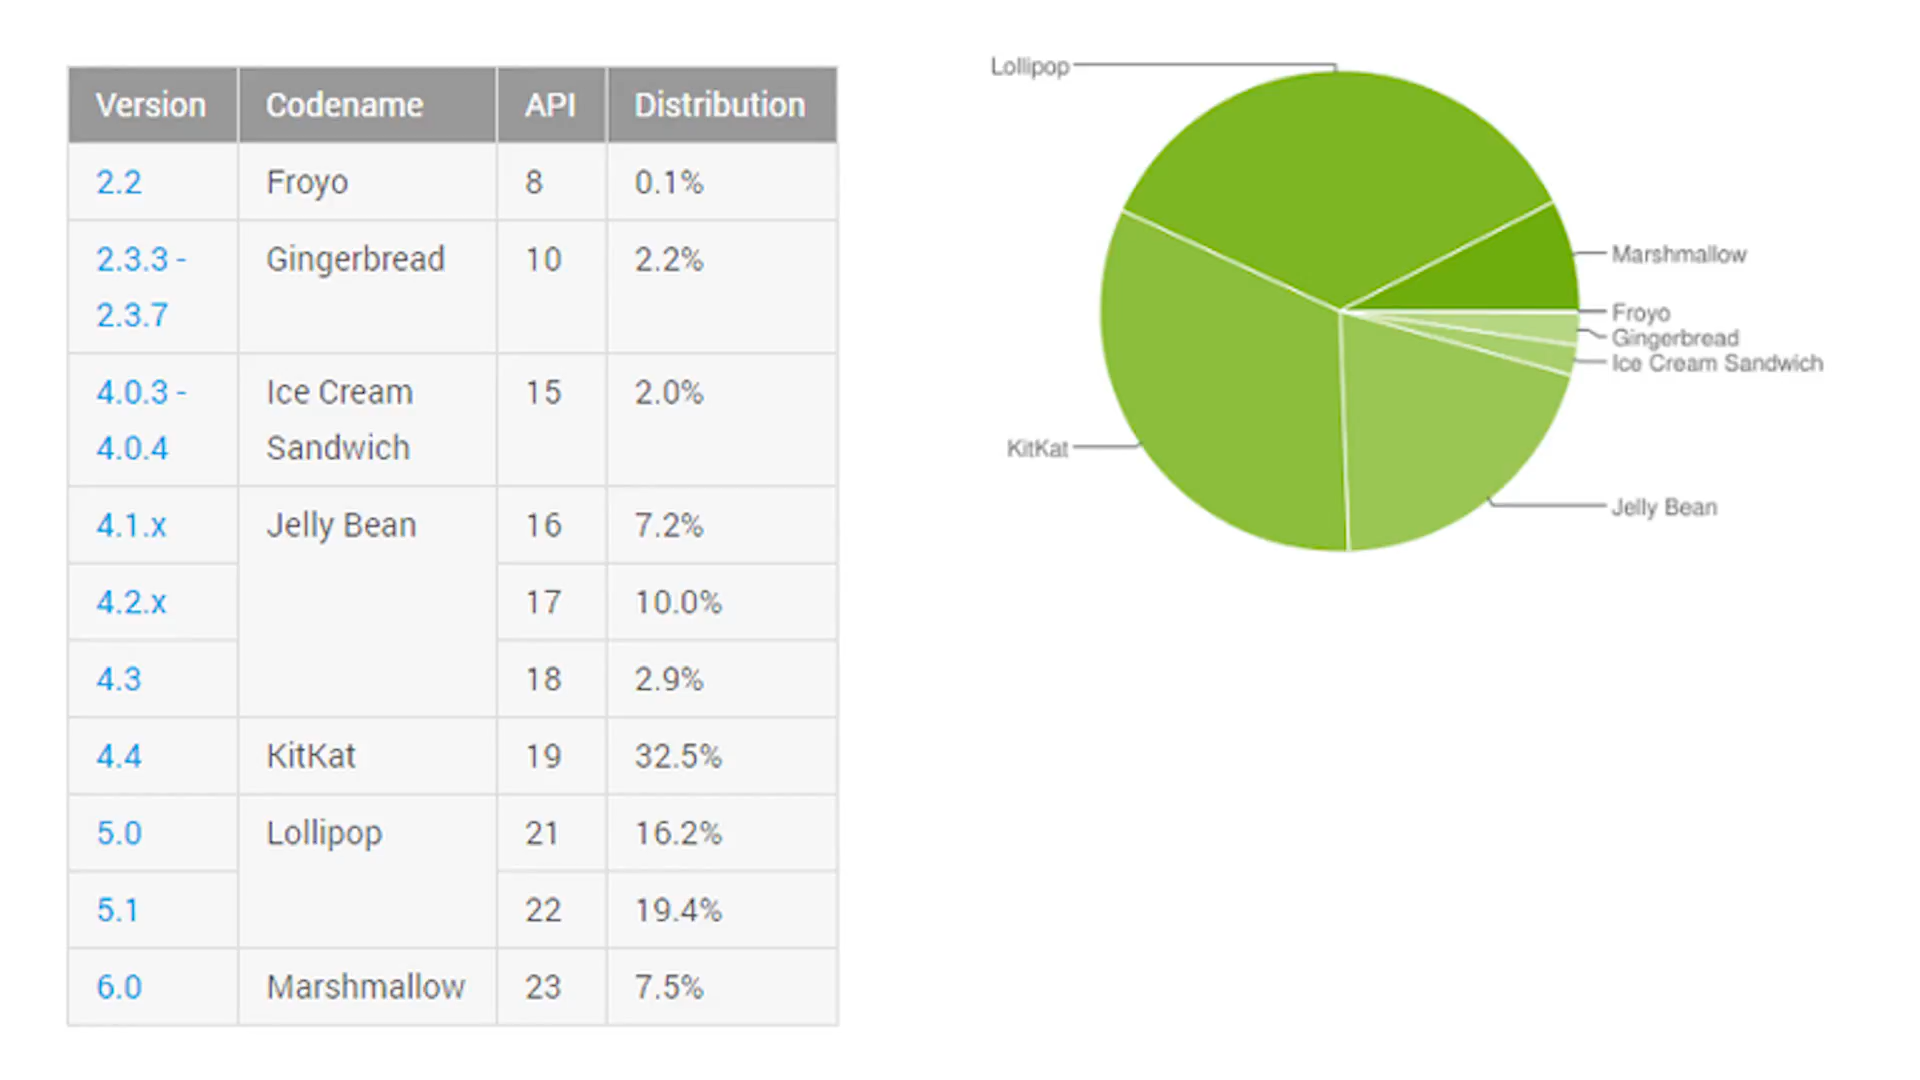 Version Codename API Distribution
2.2 Froyo 8 0.1%
2.3.3 - Gingerbread 10 2.2%
2.3.7
4.0.3 - Ice Cream 15 2.0%
4.0.4 Sandwich
4.1.x Jelly Bean 16 7.2%
4.2.x 17 10.0%
4.3 18 2.9%
4.4 KitKat 19 32.5%
5.0 Lollipop 21 16.2%
5.1 22 19.4%
6.0 Marshmallow 23 7.5%
Lollipop
Marshmallow
Froyo
Gingerbread
Ice Cream Sandwich
KitKat
Jelly Bean